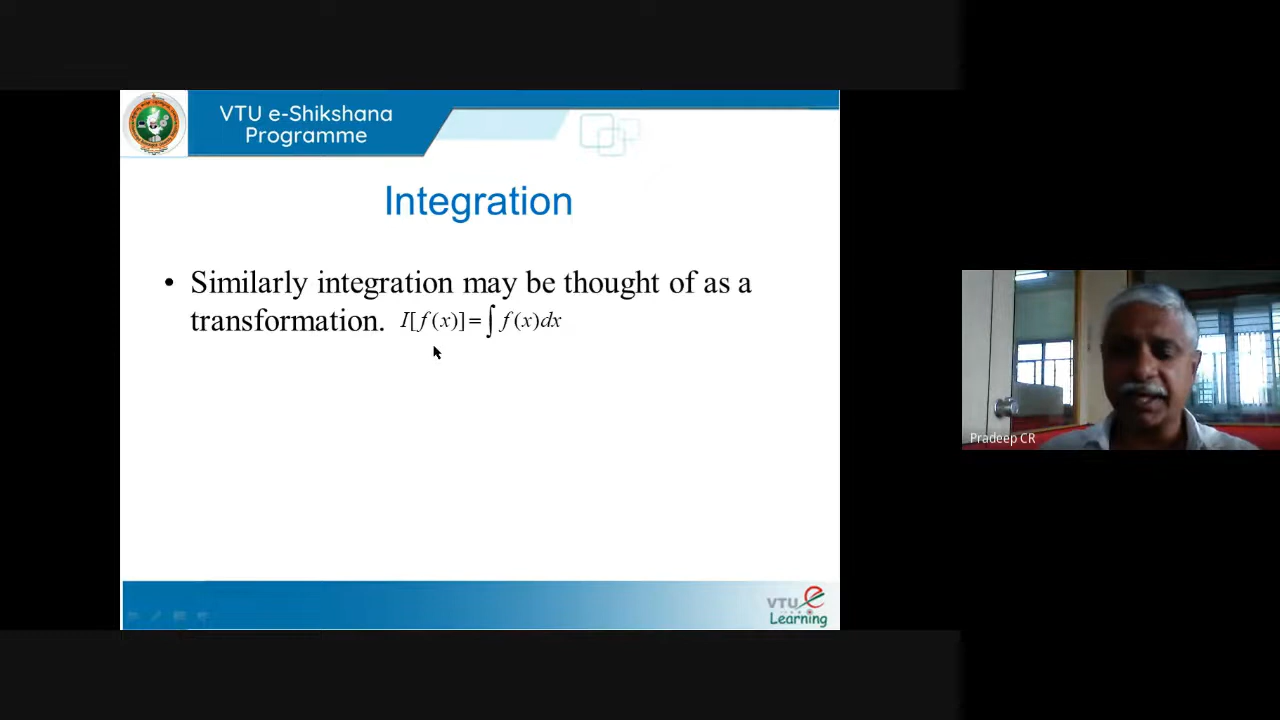 VTU e-Shikshana
Programme
Integration
• Similarly integration may be thought of as a
transformation. I[f(x)] = ∫ f(x)dx
Pradeep CR
VTU e
Learning